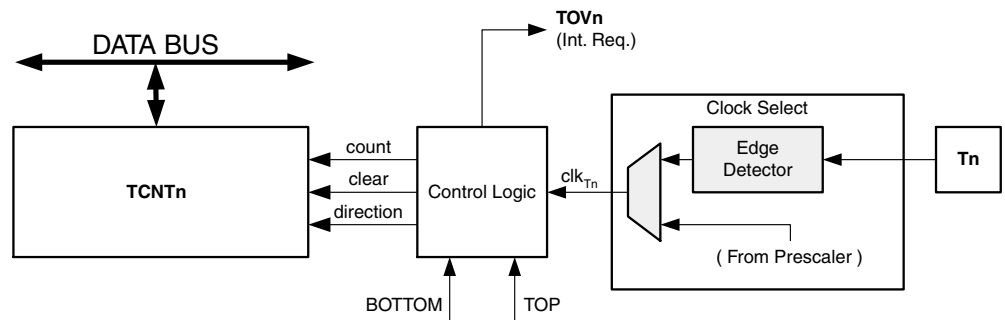 TOVn
(Int. Req.)
DATA BUS
Clock Select
count
clear
direction
TCNTn
Control Logic
clkTn
Edge
Detector
Tn
( From Prescaler )
BOTTOM
TOP